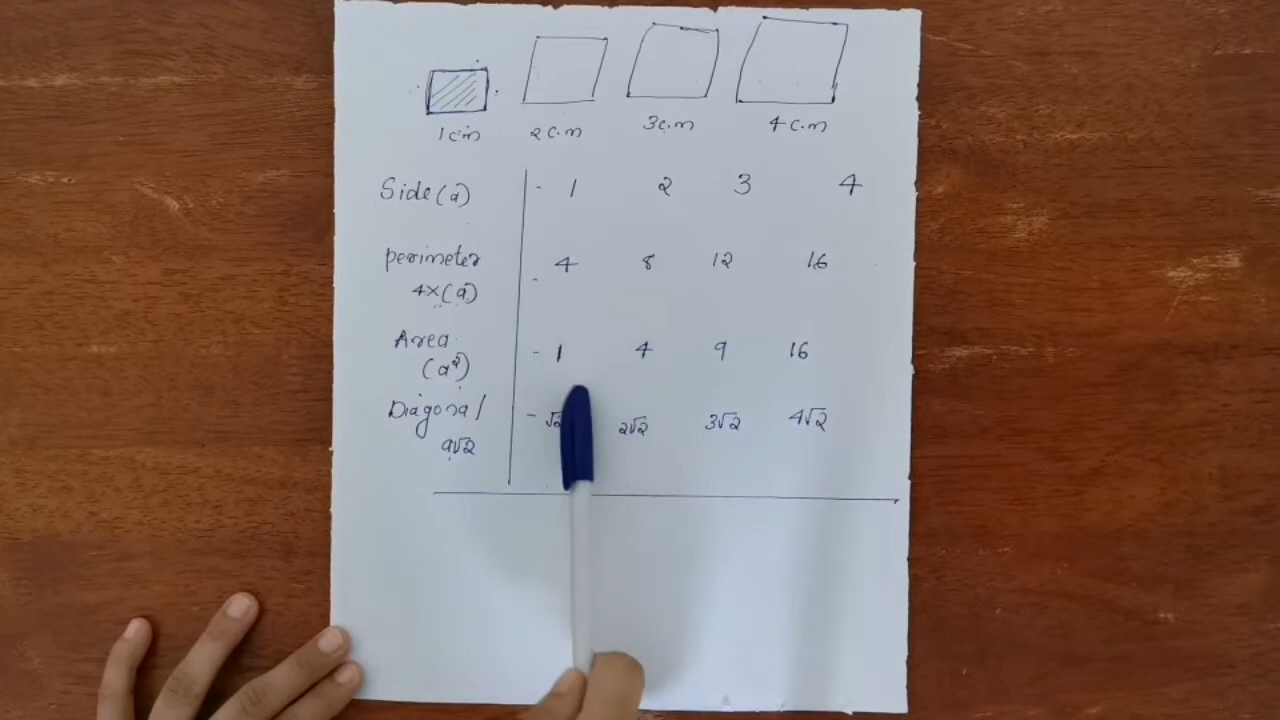 1cm 2c.m 3c.m 4c.m
Side(a) - 1 2 3 4
perimeter - 4 8 12 16
4×(a)
Area - 1 4 9 16
(a²)
Diagonal - √2 2√2 3√2 4√2
a√2